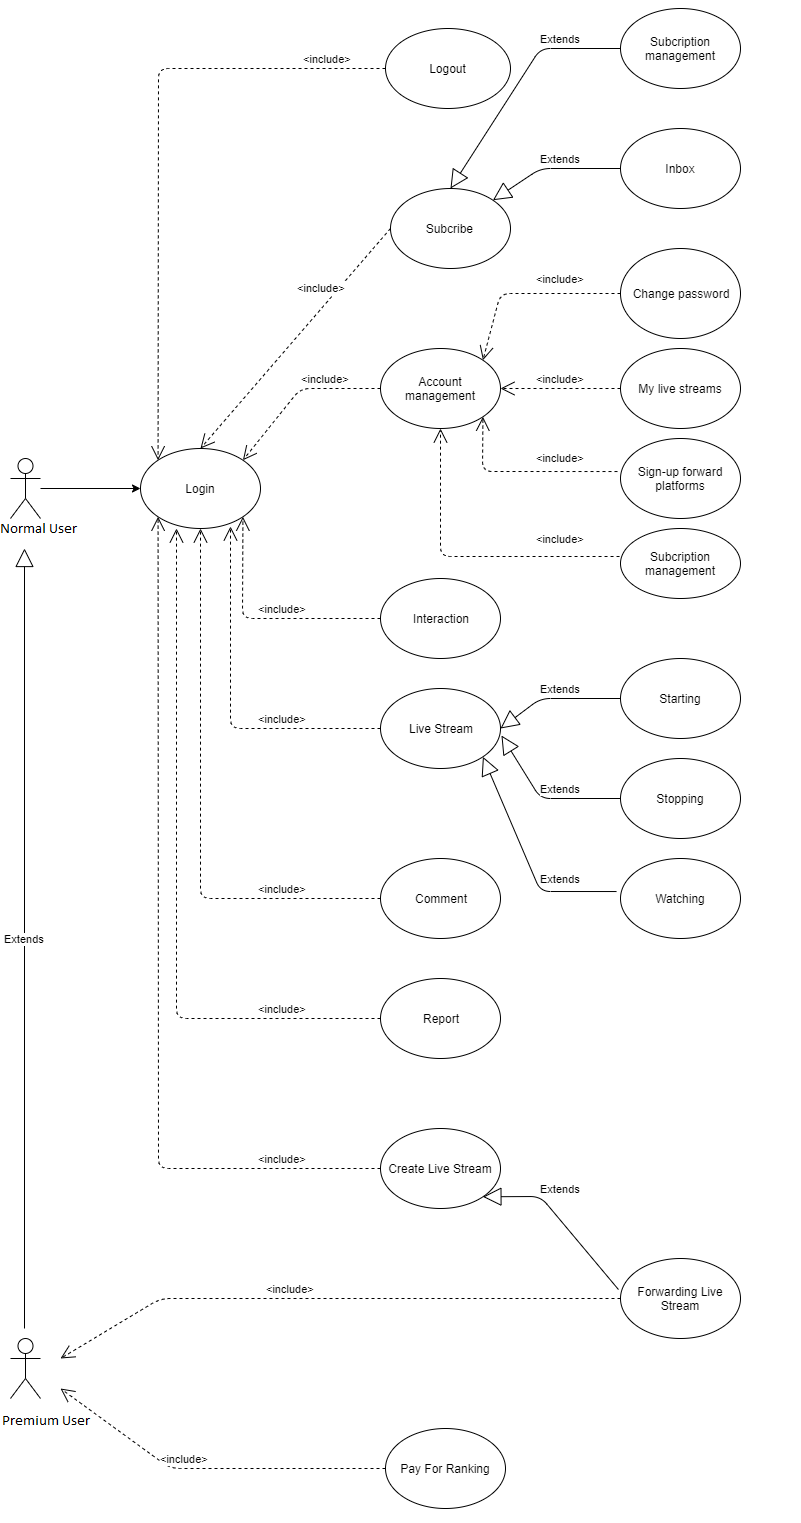 Extends
Subcription
management
<include>
Logout
Extends
Inbox
Subcribe
<include>
<include>
Change password
<include>
Account
management
<include>
My live streams
<include>
Sign-up forward
platforms
Login
Normal User
<include>
Subcription
management
<include>
Interaction
Extends
Starting
<include>
Live Stream
Extends
Stopping
Extends
Watching
<include>
Comment
Extends
<include>
Report
<include>
Create Live Stream
Extends
<include>
Forwarding Live
Stream
Premium User
<include>
Pay For Ranking